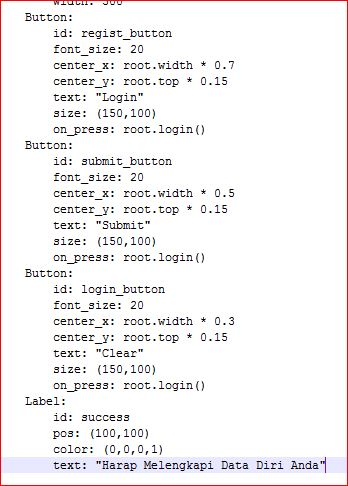 width: 300
Button:
id: regist_button
font_size: 20
center_x: root.width * 0.7
center_y: root.top * 0.15
text: "Login"
size: (150,100)
on_press: root.login()
Button:
id: submit_button
font_size: 20
center_x: root.width * 0.5
center_y: root.top * 0.15
text: "Submit"
size: (150,100)
on_press: root.login()
Button:
id: login_button
font_size: 20
center_x: root.width * 0.3
center_y: root.top * 0.15
text: "Clear"
size: (150,100)
on_press: root.login()
Label:
id: success
pos: (100,100)
color: (0,0,0,1)
text: "Harap Melengkapi Data Diri Anda"